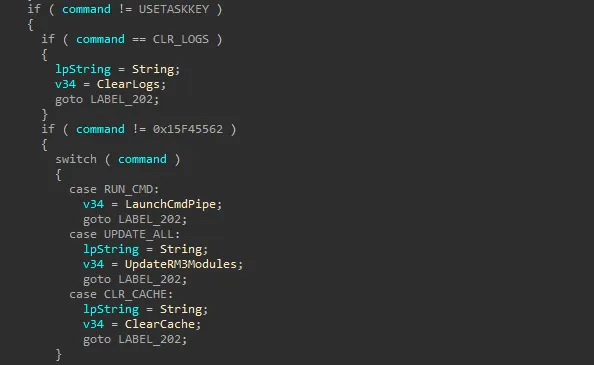 if ( command != USETASKKEY )
{
if ( command == CLR_LOGS )
{
lpString = String;
v34 = ClearLogs;
goto LABEL_202;
}
if ( command != 0x15F45562 )
{
switch ( command )
{
case RUN_CMD:
v34 = LaunchCmdPipe;
goto LABEL_202;
case UPDATE_ALL:
lpString = String;
v34 = UpdateRM3Modules;
goto LABEL_202;
case CLR_CACHE:
lpString = String;
v34 = ClearCache;
goto LABEL_202;
}